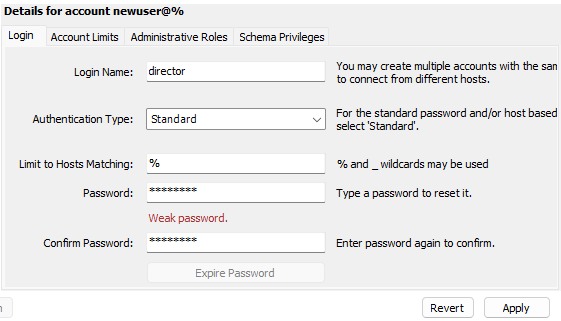 Details for account newuser@%
Login Account Limits Administrative Roles Schema Privileges
Login Name: director You may create multiple accounts with the san
to connect from different hosts.
Authentication Type: Standard For the standard password and/or host based
select 'Standard'.
Limit to Hosts Matching: % % and _ wildcards may be used
Password: ******** Type a password to reset it.
Weak password.
Confirm Password: ******** Enter password again to confirm.
Expire Password
Revert Apply